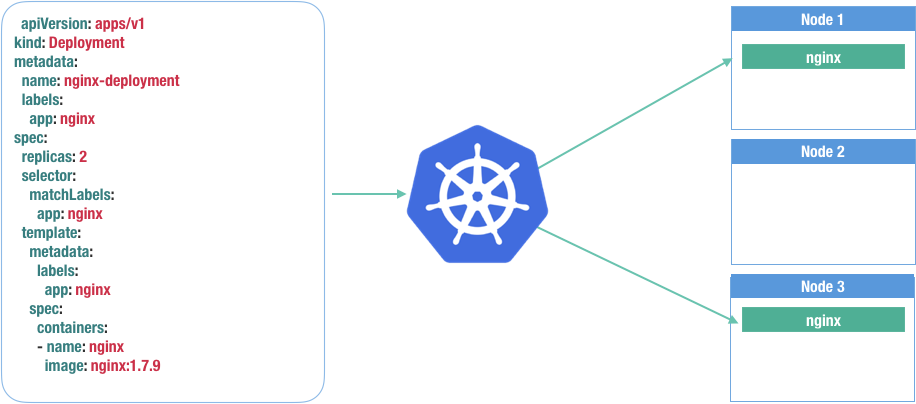 apiVersion: apps/v1
kind: Deployment
metadata:
  name: nginx-deployment
  labels:
    app: nginx
spec:
  replicas: 2
  selector:
    matchLabels:
      app: nginx
  template:
    metadata:
      labels:
        app: nginx
    spec:
      containers:
      - name: nginx
        image: nginx:1.7.9
Node 1
nginx
Node 2
Node 3
nginx